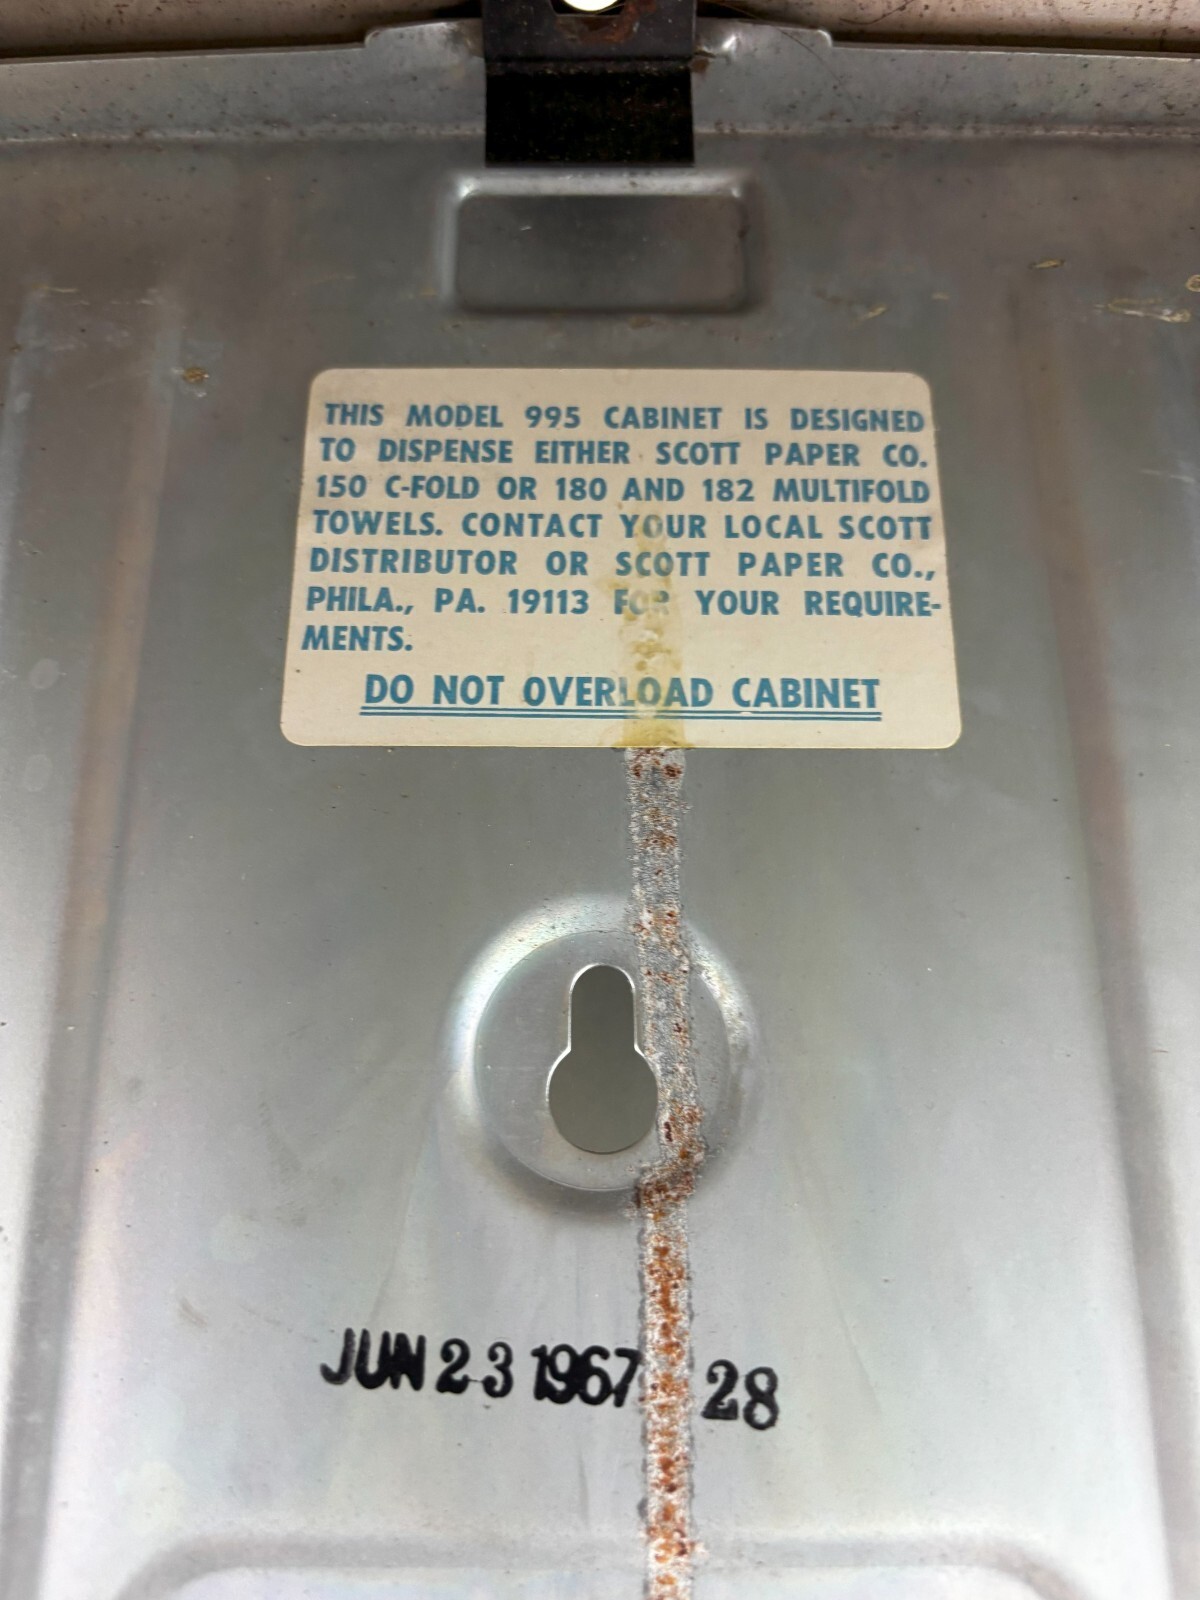 THIS MODEL 995 CABINET IS DESIGNED
TO DISPENSE EITHER SCOTT PAPER CO.
150 C-FOLD OR 180 AND 182 MULTIFOLD
TOWELS. CONTACT YOUR LOCAL SCOTT
DISTRIBUTOR OR SCOTT PAPER CO.,
PHILA., PA. 19113 FOR YOUR REQUIRE-
MENTS.
DO NOT OVERLOAD CABINET
JUN 23 1967 28